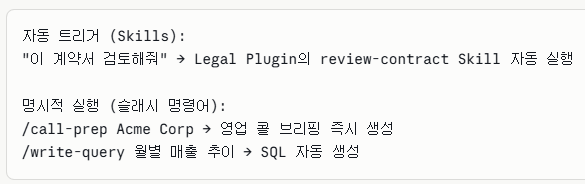 자동 트리거 (Skills):
"이 계약서 검토해줘" → Legal Plugin의 review-contract Skill 자동 실행
명시적 실행 (슬래시 명령어):
/call-prep Acme Corp → 영업 콜 브리핑 즉시 생성
/write-query 월별 매출 추이 → SQL 자동 생성